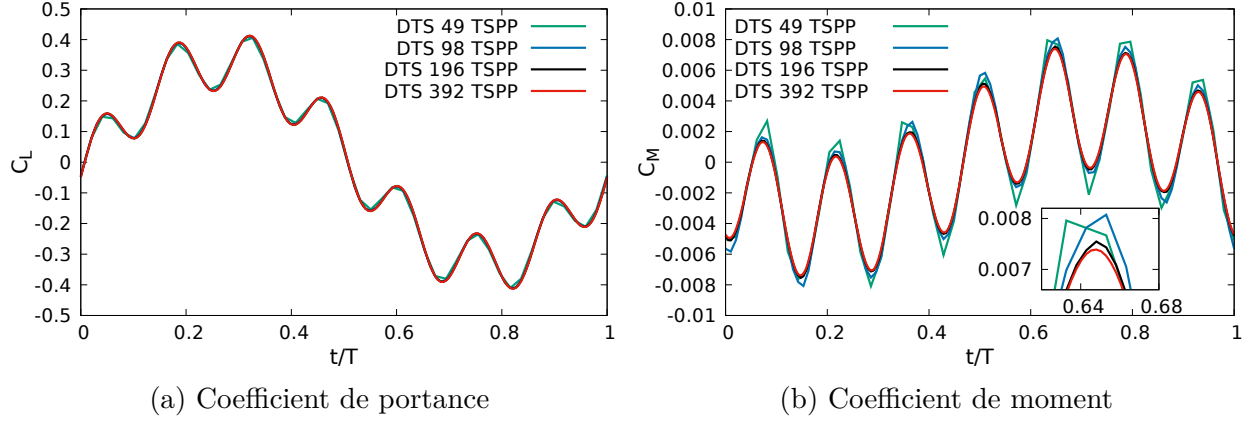 0.5
0.4
0.3
0.2
0.1
0
-0.1
-0.2
-0.3
-0.4
-0.5
C_L
DTS 49 TSPP
DTS 98 TSPP
DTS 196 TSPP
DTS 392 TSPP
0 0.2 0.4 0.6 0.8 1
t/T
(a) Coefficient de portance
0.01
0.008
0.006
0.004
0.002
0
-0.002
-0.004
-0.006
-0.008
-0.01
C_M
DTS 49 TSPP
DTS 98 TSPP
DTS 196 TSPP
DTS 392 TSPP
0.008
0.007
0.64 0.68
0 0.2 0.4 0.6 0.8 1
t/T
(b) Coefficient de moment